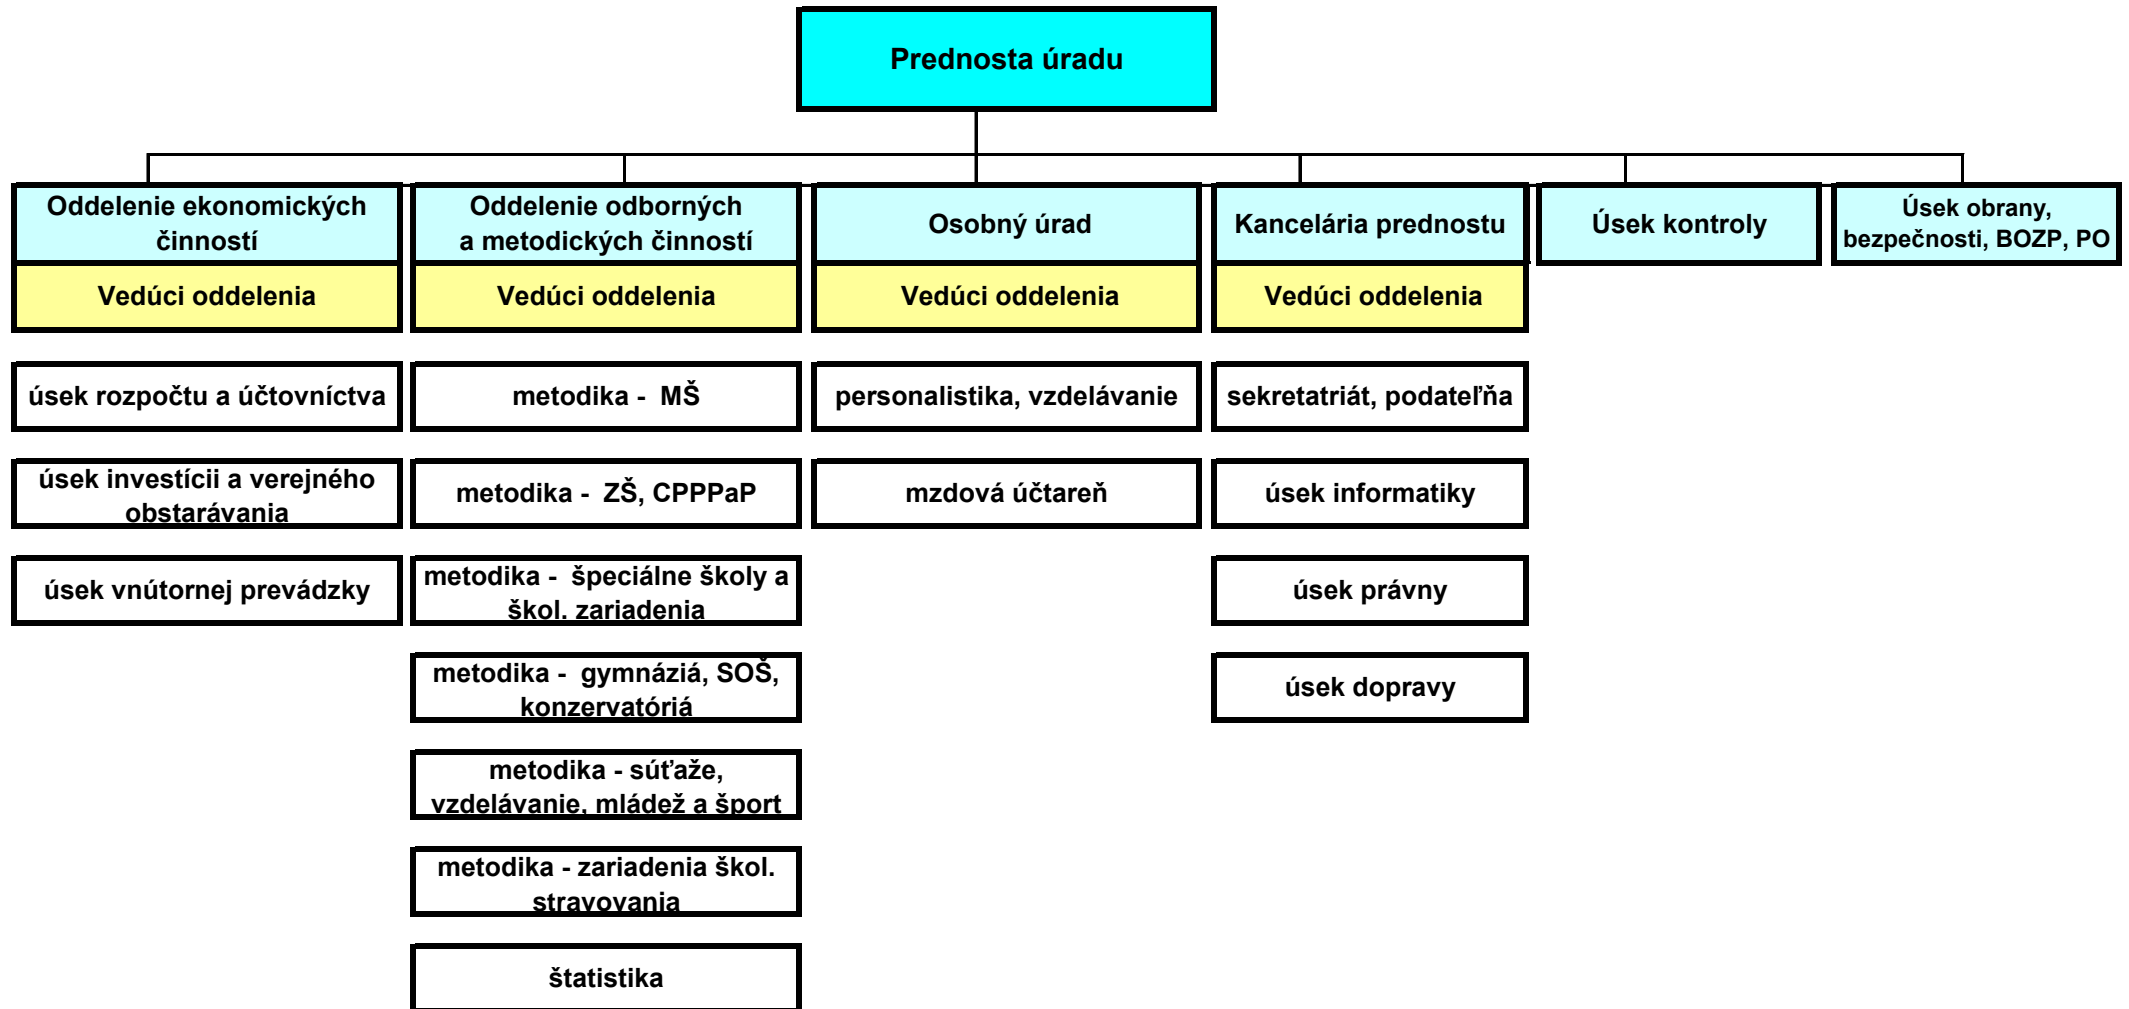 Prednosta úradu
Oddelenie ekonomických
činností
Vedúci oddelenia
úsek rozpočtu a účtovníctva
úsek investícii a verejného
obstarávania
úsek vnútornej prevádzky
Oddelenie odborných
a metodických činností
Vedúci oddelenia
metodika -  MŠ
metodika -  ZŠ, CPPPaP
metodika -  špeciálne školy a
škol. zariadenia
metodika -  gymnáziá, SOŠ,
konzervatóriá
metodika - súťaže,
vzdelávanie, mládež a šport
metodika - zariadenia škol.
stravovania
štatistika
Osobný úrad
Vedúci oddelenia
personalistika, vzdelávanie
mzdová účtareň
Kancelária prednostu
Vedúci oddelenia
sekretatriát, podateľňa
úsek informatiky
úsek právny
úsek dopravy
Úsek kontroly
Úsek obrany,
bezpečnosti, BOZP, PO